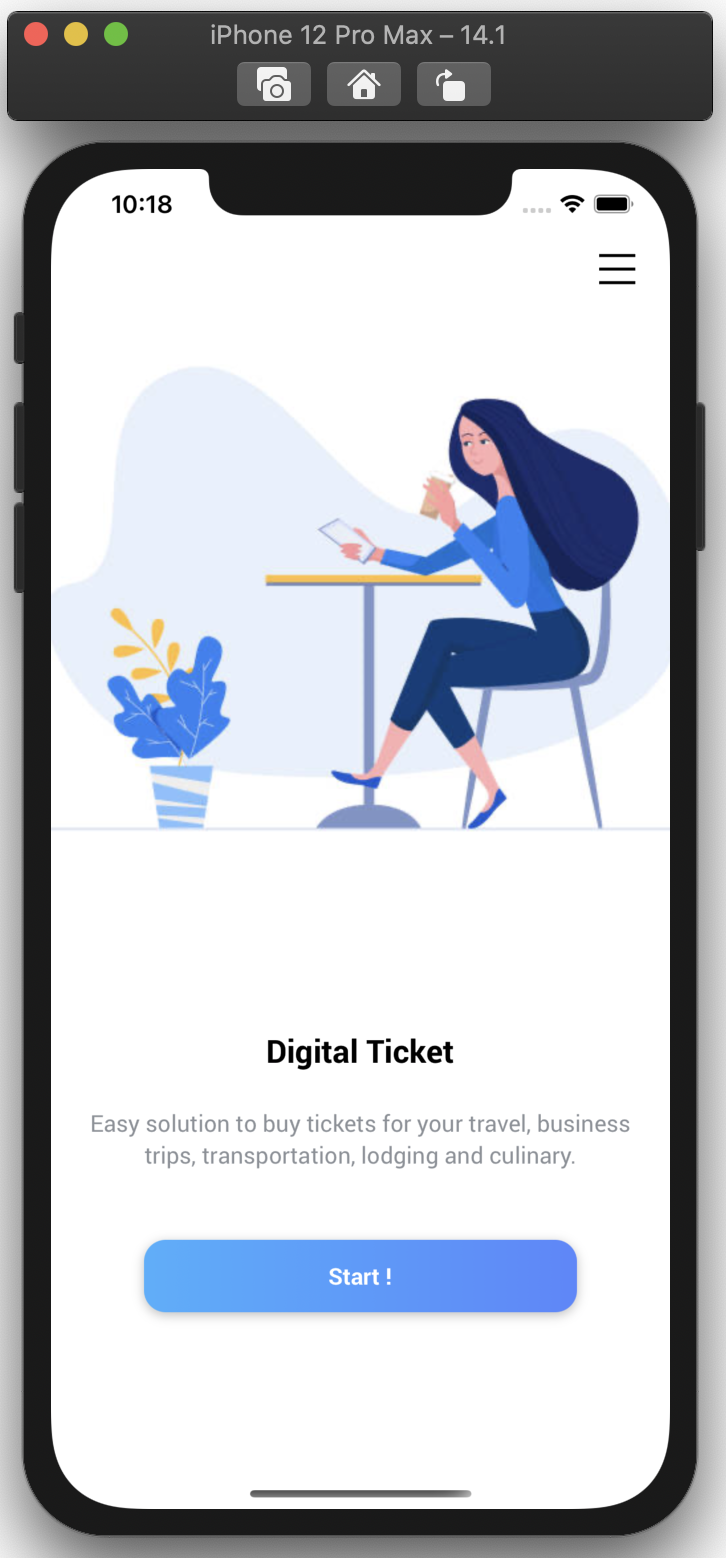 iPhone 12 Pro Max – 14.1
10:18
Digital Ticket
Easy solution to buy tickets for your travel, business
trips, transportation, lodging and culinary.
Start !